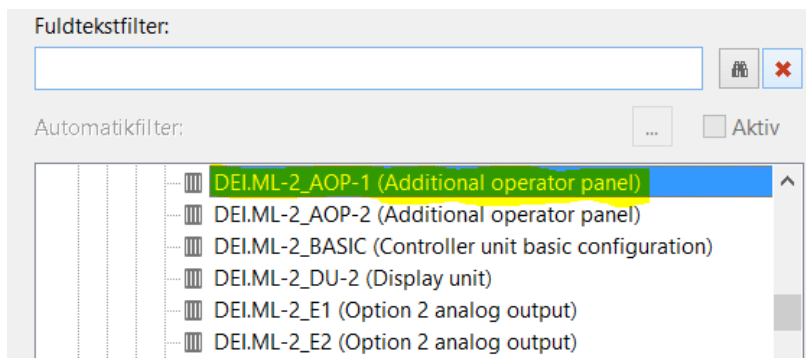 Fuldtekstfilter:
Automatikfilter:
... Aktiv
DEI.ML-2_AOP-1 (Additional operator panel)
DEI.ML-2_AOP-2 (Additional operator panel)
DEI.ML-2_BASIC (Controller unit basic configuration)
DEI.ML-2_DU-2 (Display unit)
DEI.ML-2_E1 (Option 2 analog output)
DEI.ML-2_E2 (Option 2 analog output)